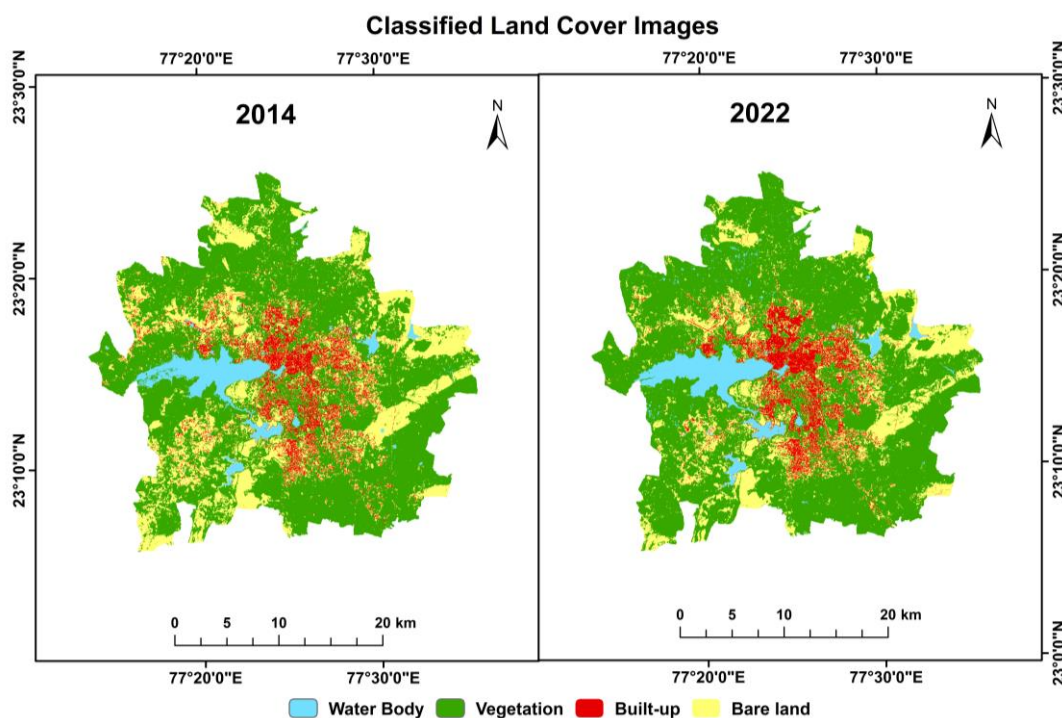 Classified Land Cover Images
77°20'0"E 77°30'0"E 77°20'0"E 77°30'0"E
23°30'0"N 23°30'0"N
2014 2022
N N
23°20'0"N 23°20'0"N
23°10'0"N 23°10'0"N
0 5 10 20 km 0 5 10 20 km
23°0'0"N
77°20'0"E 77°30'0"E 77°20'0"E 77°30'0"E
Water Body Vegetation Built-up Bare land